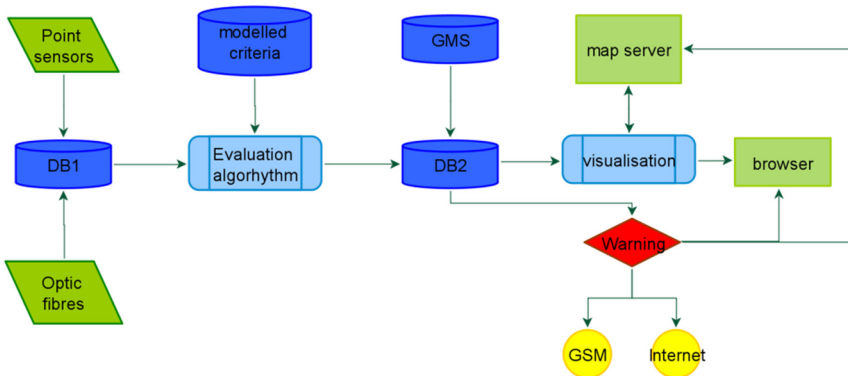 Point
sensors
modelled
criteria
GMS
map server
DB1
Evaluation
algorhythm
DB2
visualisation
browser
Warning
Optic
fibres
GSM
Internet